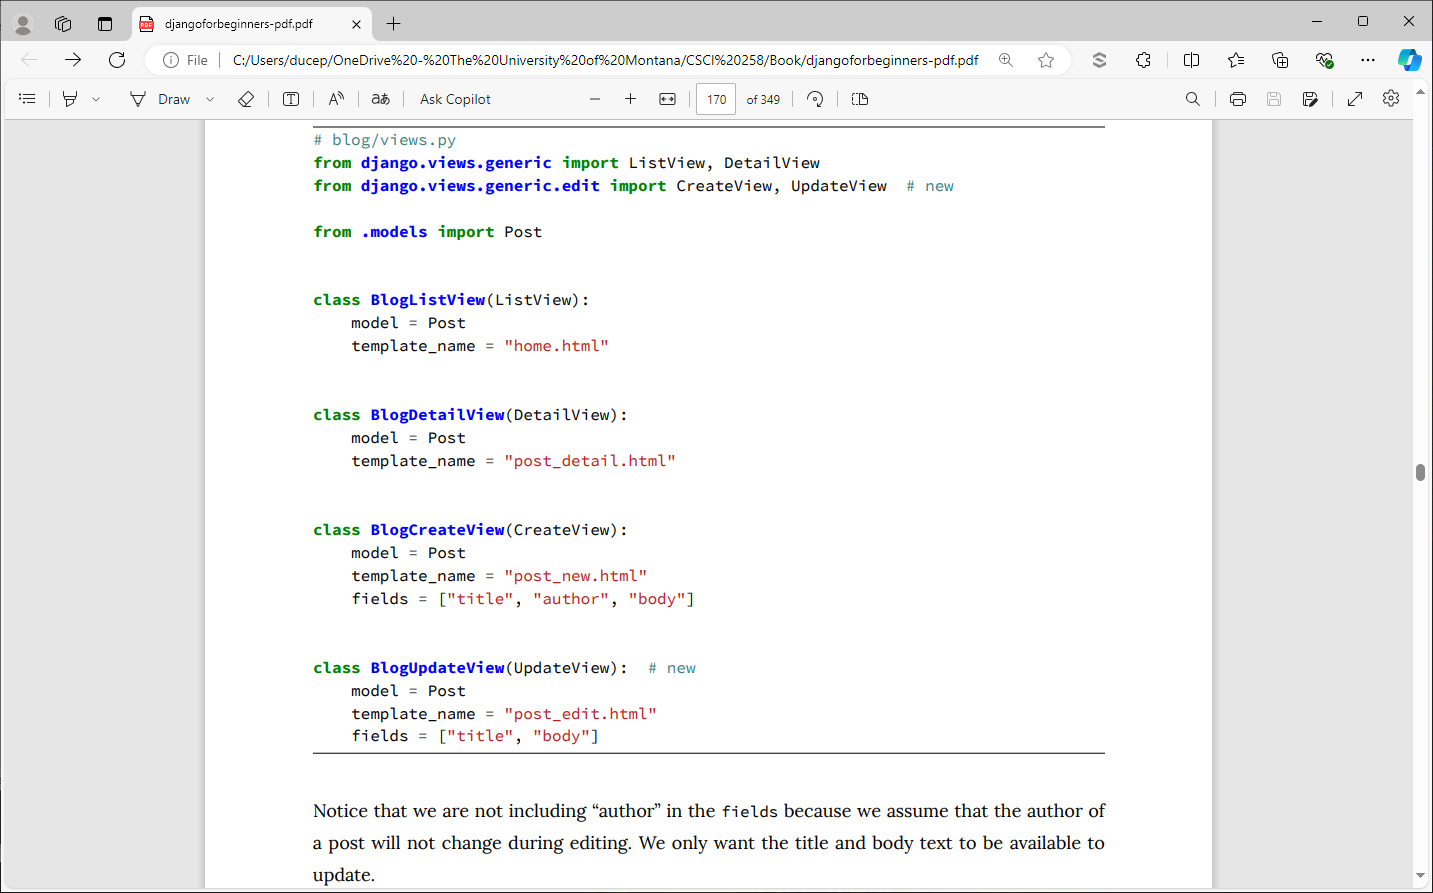 djangoforbeginners-pdf.pdf
File
C:/Users/ducep/OneDrive%20-%20The%20University%20of%20Montana/CSCI%20258/Book/djangoforbeginners-pdf.pdf
Draw
Ask Copilot
170 of 349
# blog/views.py
from django.views.generic import ListView, DetailView
from django.views.generic.edit import CreateView, UpdateView  # new
from .models import Post
class BlogListView(ListView):
    model = Post
    template_name = "home.html"
class BlogDetailView(DetailView):
    model = Post
    template_name = "post_detail.html"
class BlogCreateView(CreateView):
    model = Post
    template_name = "post_new.html"
    fields = ["title", "author", "body"]
class BlogUpdateView(UpdateView):  # new
    model = Post
    template_name = "post_edit.html"
    fields = ["title", "body"]
Notice that we are not including “author” in the fields because we assume that the author of
a post will not change during editing. We only want the title and body text to be available to
update.